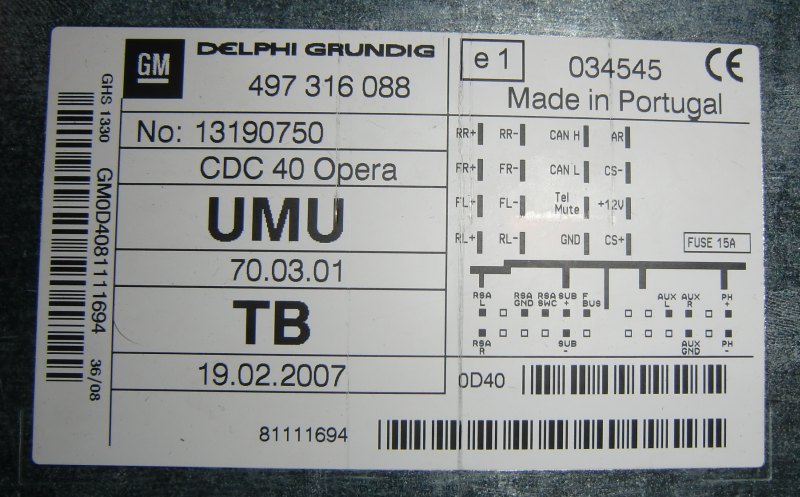 GM DELPHI GRUNDIG
497 316 088
No: 13190750
CDC 40 Opera
UMU
70.03.01
TB
19.02.2007
81111694
GHS 1330
GM0D4081111694
36/08
e1 034545 CE
Made in Portugal
RR+ RR- CAN H AR
FR+ FR- CAN L CS-
FL+ FL- Tel Mute +12V
RL+ RL- GND CS+
FUSE 15A
RSA L RSA GND RSA SWC SUB + F BUS AUX L AUX R PH +
RSA R SUB - AUX GND PH -
0D40